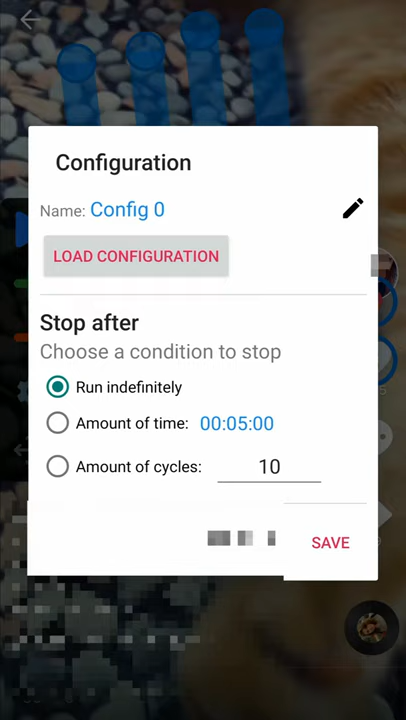 Configuration
Name: Config 0
LOAD CONFIGURATION
Stop after
Choose a condition to stop
Run indefinitely
Amount of time: 00:05:00
Amount of cycles: 10
SAVE